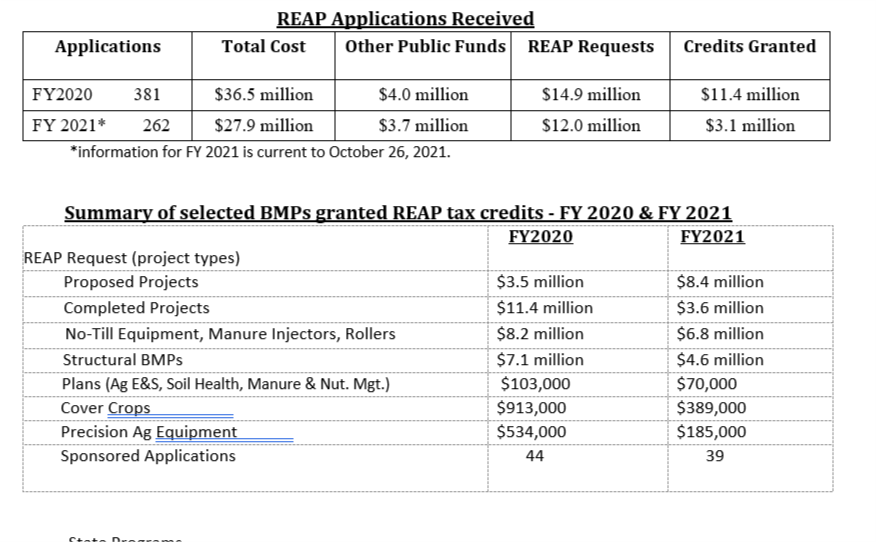 REAP Applications Received
Applications Total Cost Other Public Funds REAP Requests Credits Granted
FY2020 381 $36.5 million $4.0 million $14.9 million $11.4 million
FY 2021* 262 $27.9 million $3.7 million $12.0 million $3.1 million
*information for FY 2021 is current to October 26, 2021.
Summary of selected BMPs granted REAP tax credits - FY 2020 & FY 2021
FY2020 FY2021
REAP Request (project types)
Proposed Projects $3.5 million $8.4 million
Completed Projects $11.4 million $3.6 million
No-Till Equipment, Manure Injectors, Rollers $8.2 million $6.8 million
Structural BMPs $7.1 million $4.6 million
Plans (Ag E&S, Soil Health, Manure & Nut. Mgt.) $103,000 $70,000
Cover Crops $913,000 $389,000
Precision Ag Equipment $534,000 $185,000
Sponsored Applications 44 39
State Programs